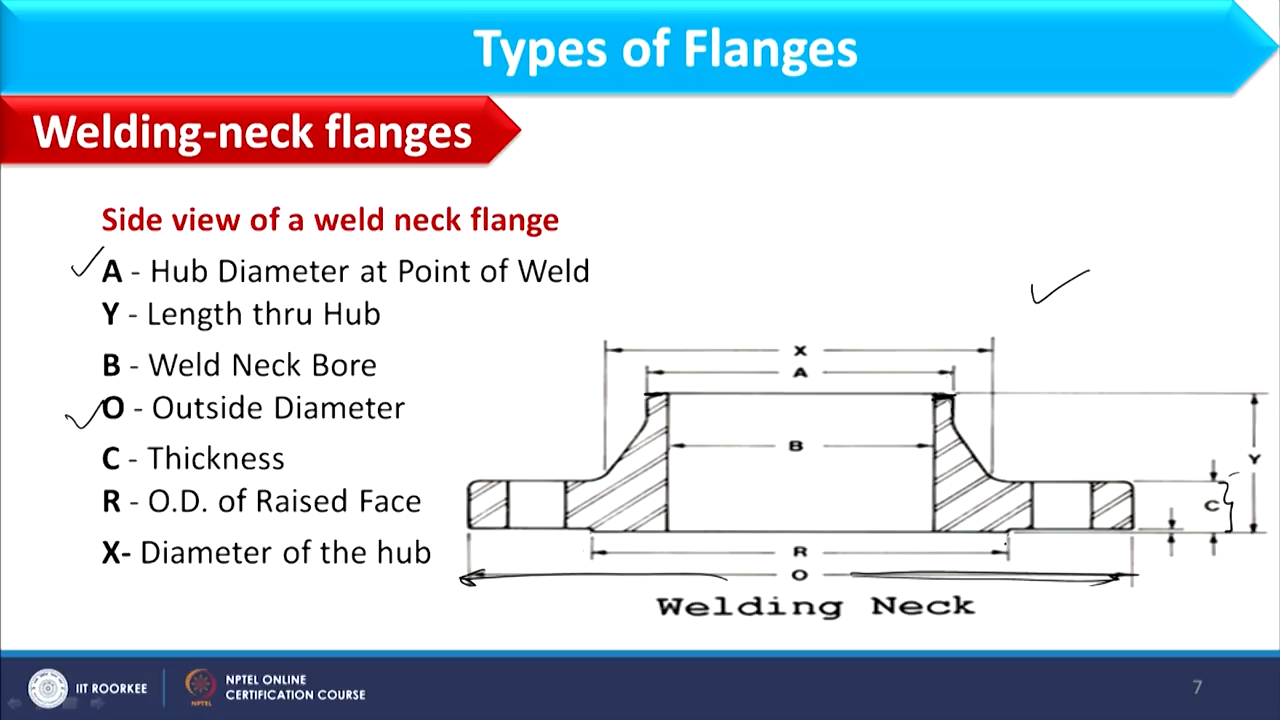 Types of Flanges
Welding-neck flanges
Side view of a weld neck flange
A - Hub Diameter at Point of Weld
Y - Length thru Hub
B - Weld Neck Bore
O - Outside Diameter
C - Thickness
R - O.D. of Raised Face
X- Diameter of the hub
X
A
B
Y
C
R
O
Welding Neck
IIT ROORKEE
NPTEL
NPTEL ONLINE
CERTIFICATION COURSE
7